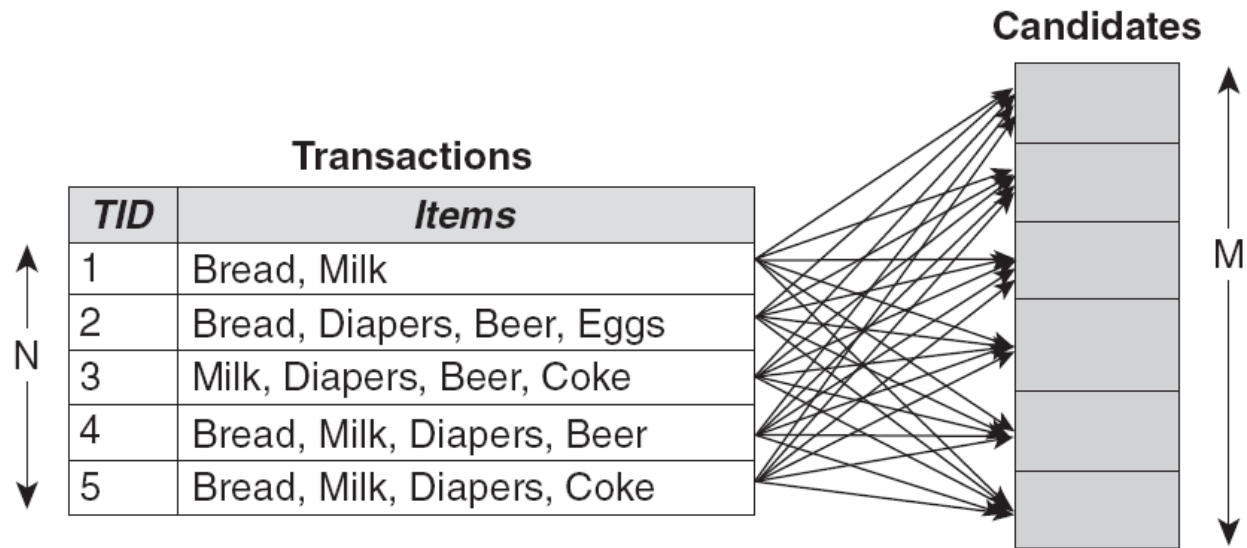 Candidates
Transactions
TID Items
1 Bread, Milk
2 Bread, Diapers, Beer, Eggs
3 Milk, Diapers, Beer, Coke
4 Bread, Milk, Diapers, Beer
5 Bread, Milk, Diapers, Coke
N
M